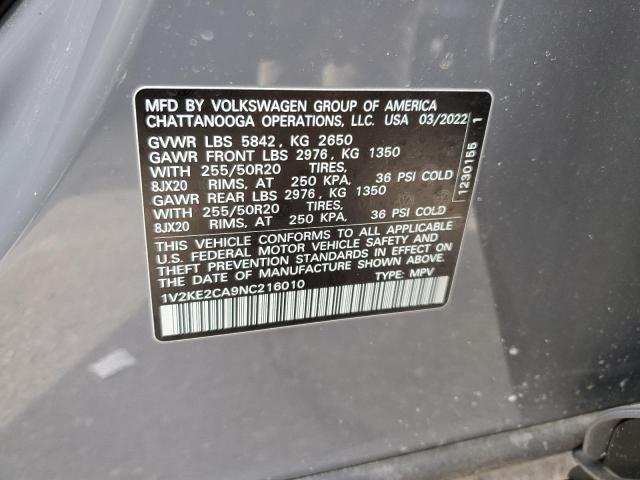 MFD BY VOLKSWAGEN GROUP OF AMERICA
CHATTANOOGA OPERATIONS, LLC. USA 03/2022
GVWR LBS 5842, KG 2650
GAWR FRONT LBS 2976, KG 1350
WITH 255/50R20 TIRES,
8JX20 RIMS, AT 250 KPA, 36 PSI COLD
GAWR REAR LBS 2976, KG 1350
WITH 255/50R20 TIRES,
8JX20 RIMS, AT 250 KPA, 36 PSI COLD
THIS VEHICLE CONFORMS TO ALL APPLICABLE
U.S. FEDERAL MOTOR VEHICLE SAFETY AND
THEFT PREVENTION STANDARDS IN EFFECT ON
THE DATE OF MANUFACTURE SHOWN ABOVE.
1V2KE2CA9NC216010 TYPE: MPV
1230155 1